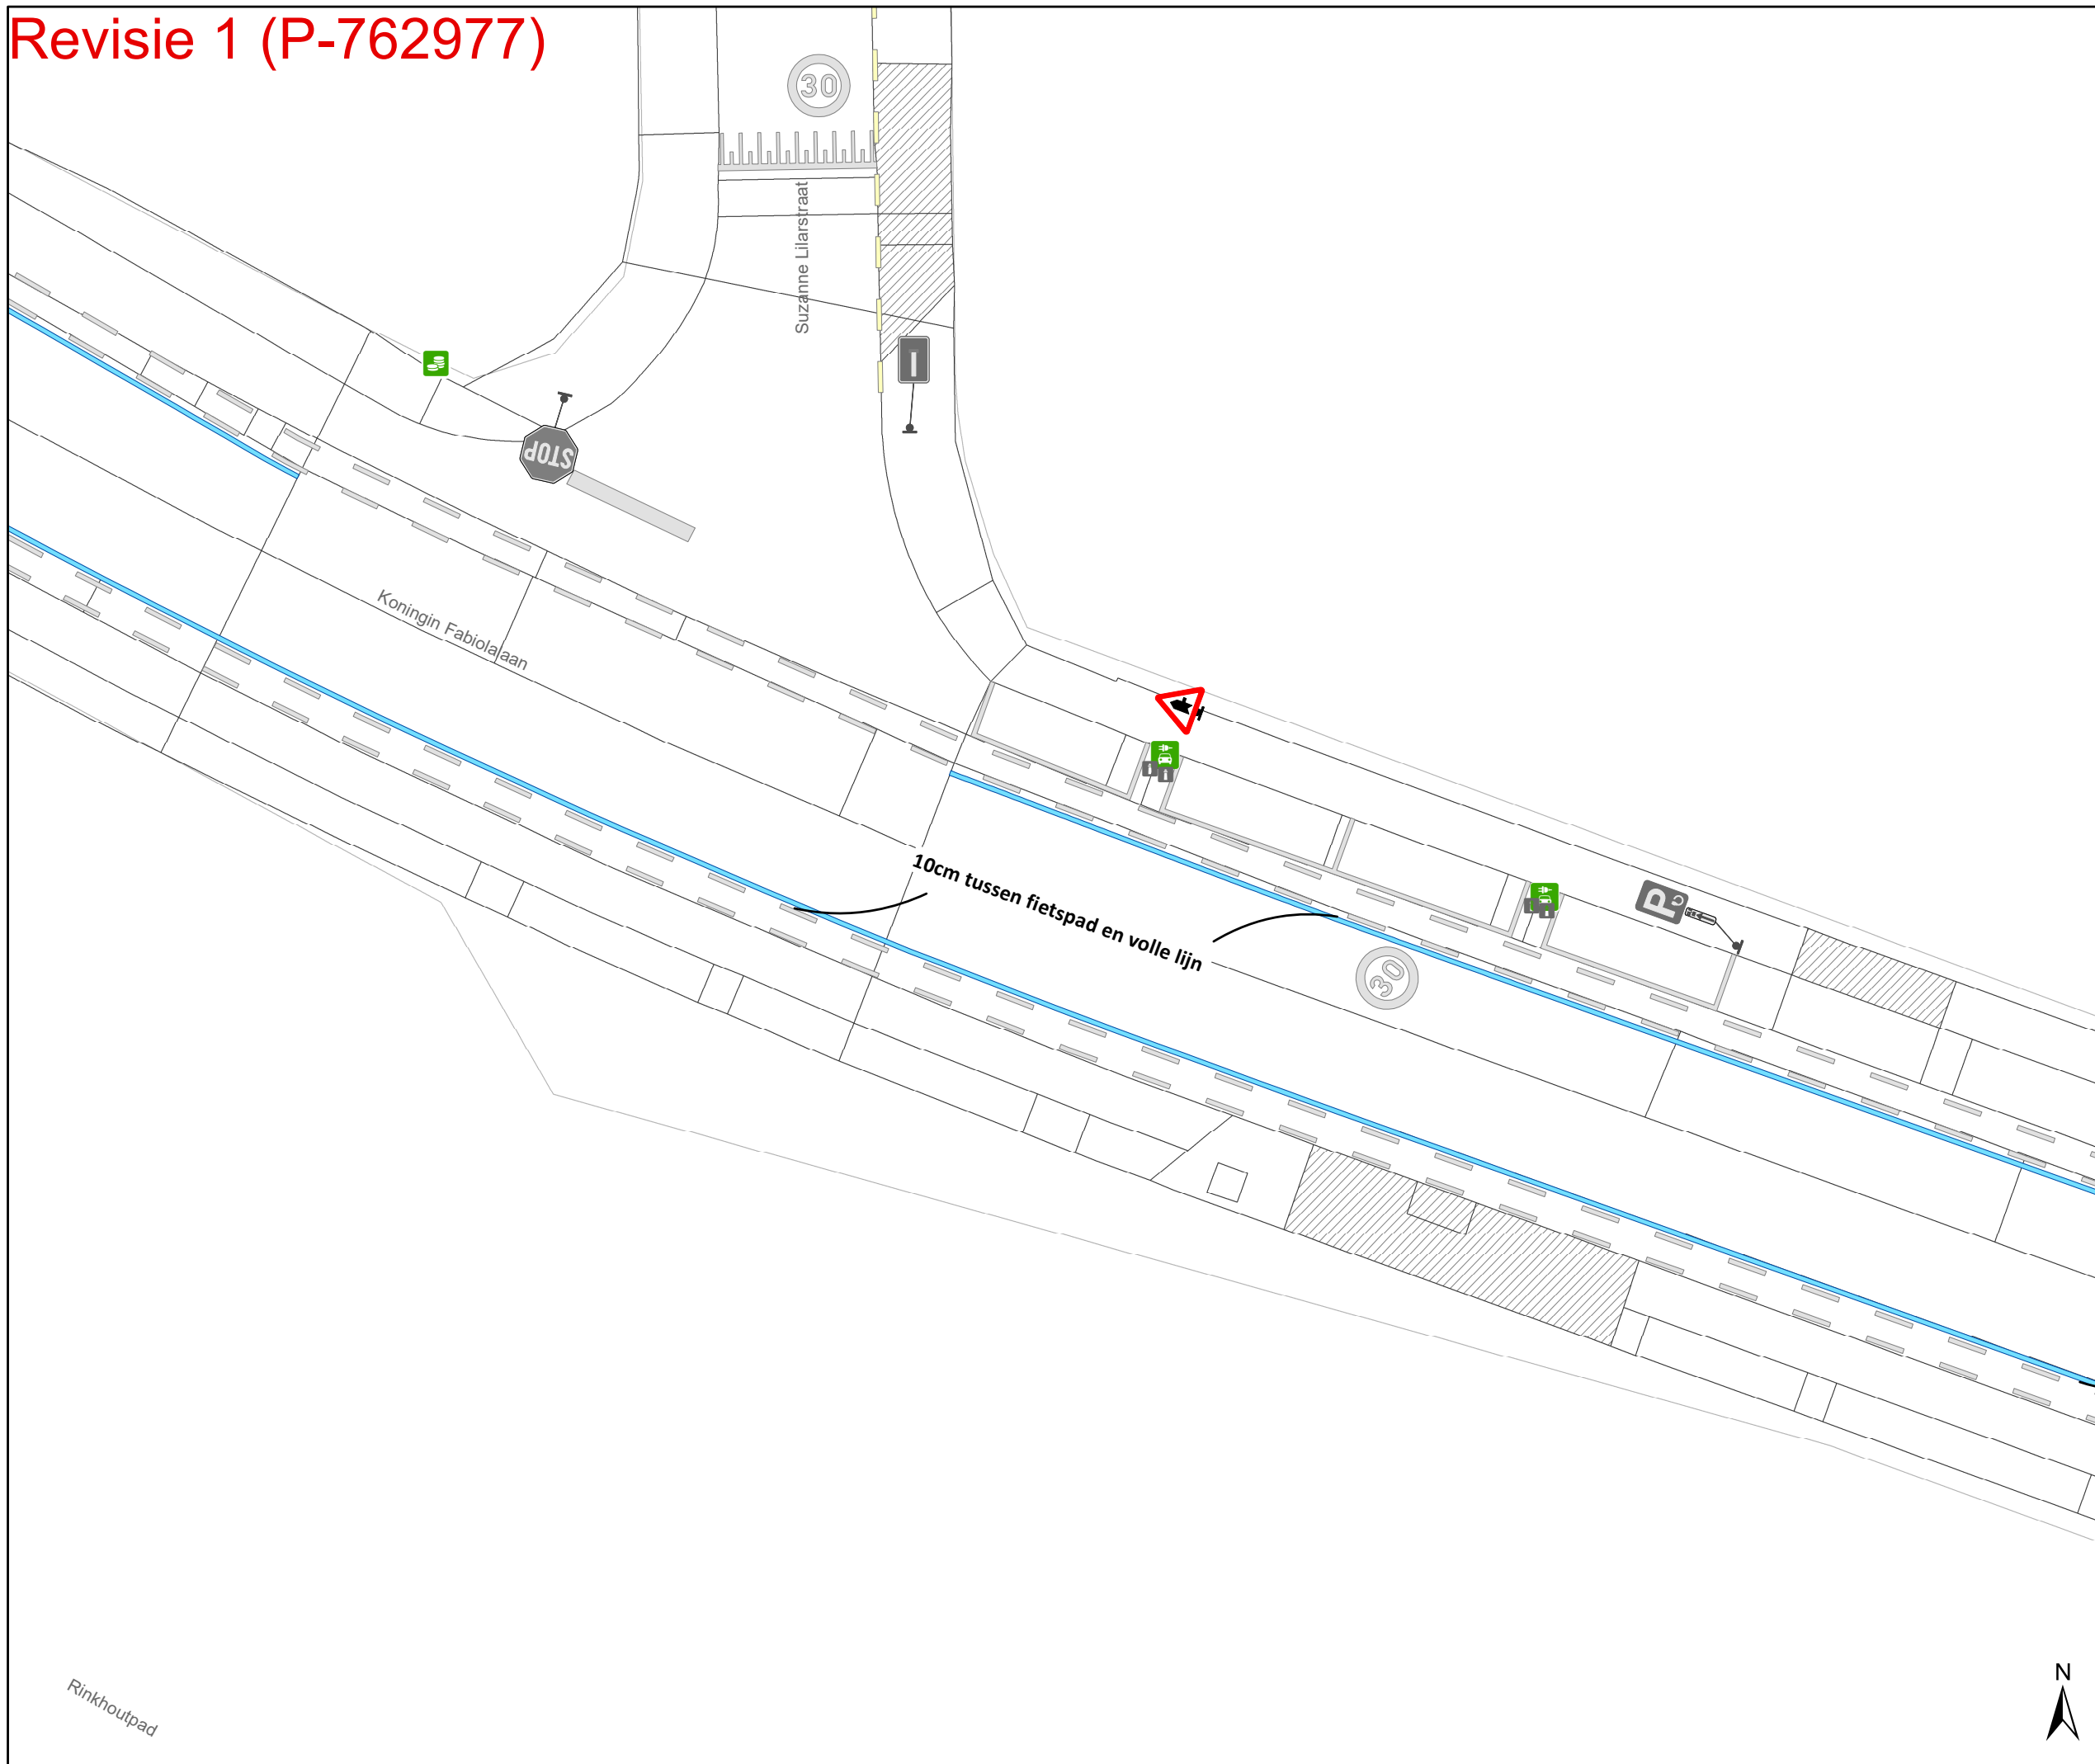 Revisie 1 (P-762977)
30
Suzanne Lilarstraat
STOP
Koningin Fabiolalaan
10cm tussen fietspad en volle lijn
P
30
Rinkhoutpad
N